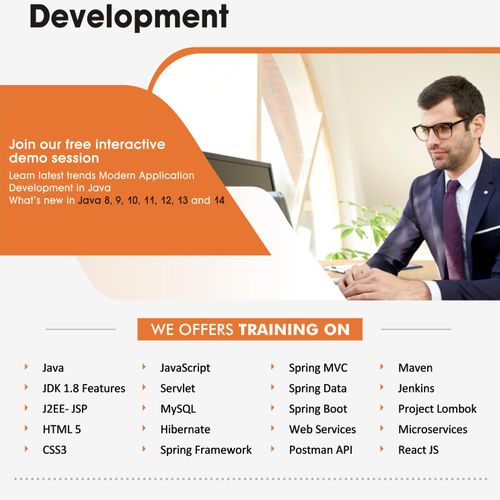 Development
Join our free interactive
demo session
Learn latest trends Modern Application
Development in Java
What's new in Java 8, 9, 10, 11, 12, 13 and 14
WE OFFERS TRAINING ON
Java
JDK 1.8 Features
J2EE- JSP
HTML 5
CSS3
JavaScript
Servlet
MySQL
Hibernate
Spring Framework
Spring MVC
Spring Data
Spring Boot
Web Services
Postman API
Maven
Jenkins
Project Lombok
Microservices
React JS